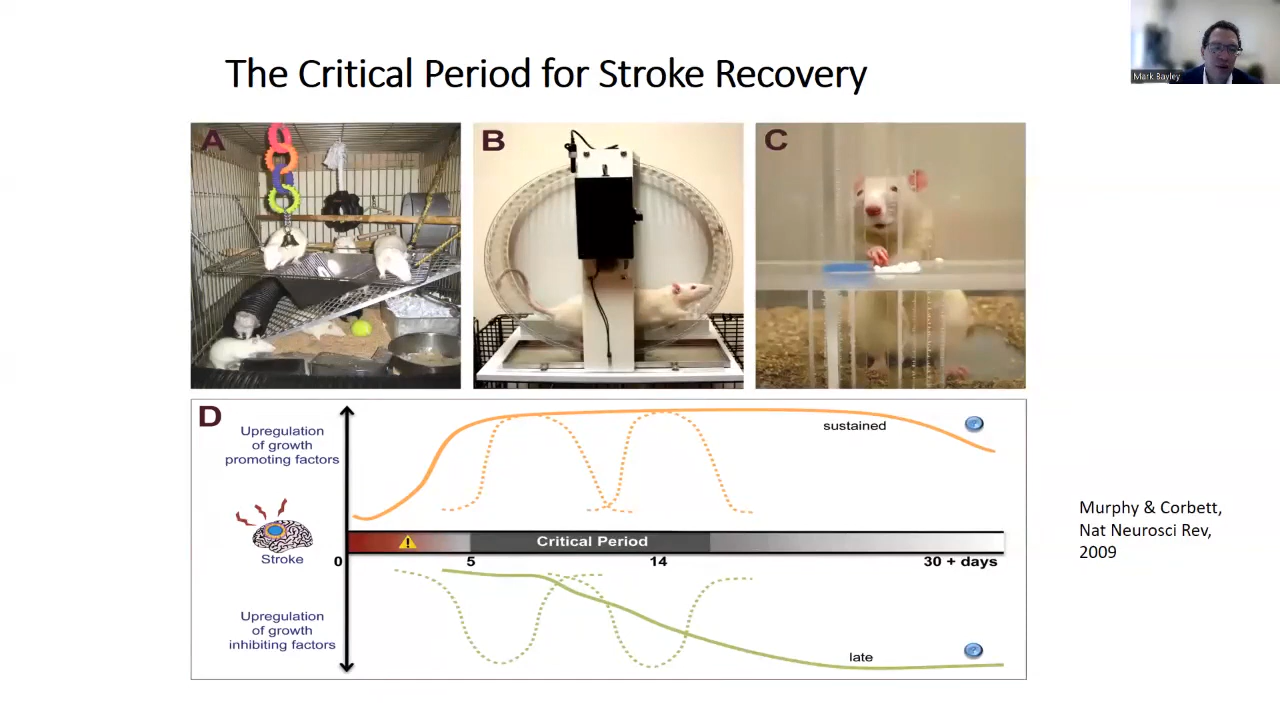 The Critical Period for Stroke Recovery
Mark Bayley
A
B
C
D
Upregulation
of growth
promoting factors
sustained
Stroke
Critical Period
0
5
14
30 + days
Upregulation
of growth
inhibiting factors
late
Murphy & Corbett,
Nat Neurosci Rev,
2009